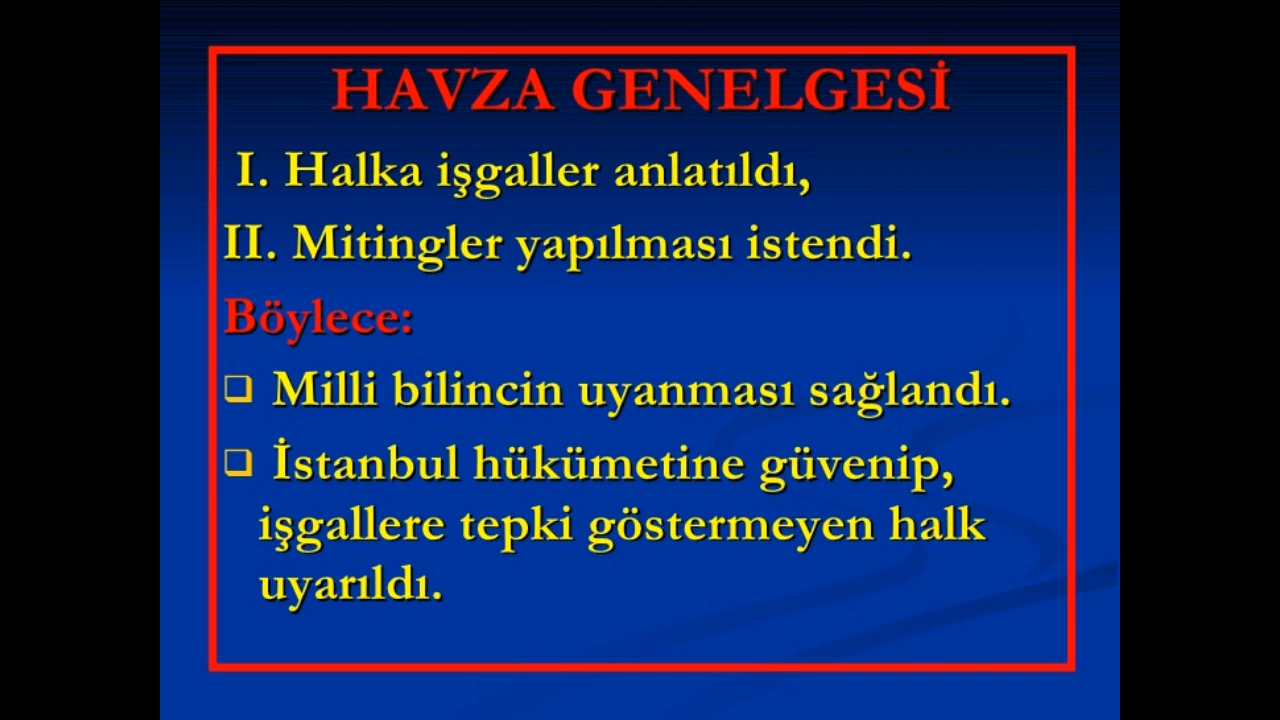 HAVZA GENELGESİ
I. Halka işgaller anlatıldı,
II. Mitingler yapılması istendi.
Böylece:
❑ Milli bilincin uyanması sağlandı.
❑ İstanbul hükümetine güvenip,
işgallere tepki göstermeyen halk
uyarıldı.